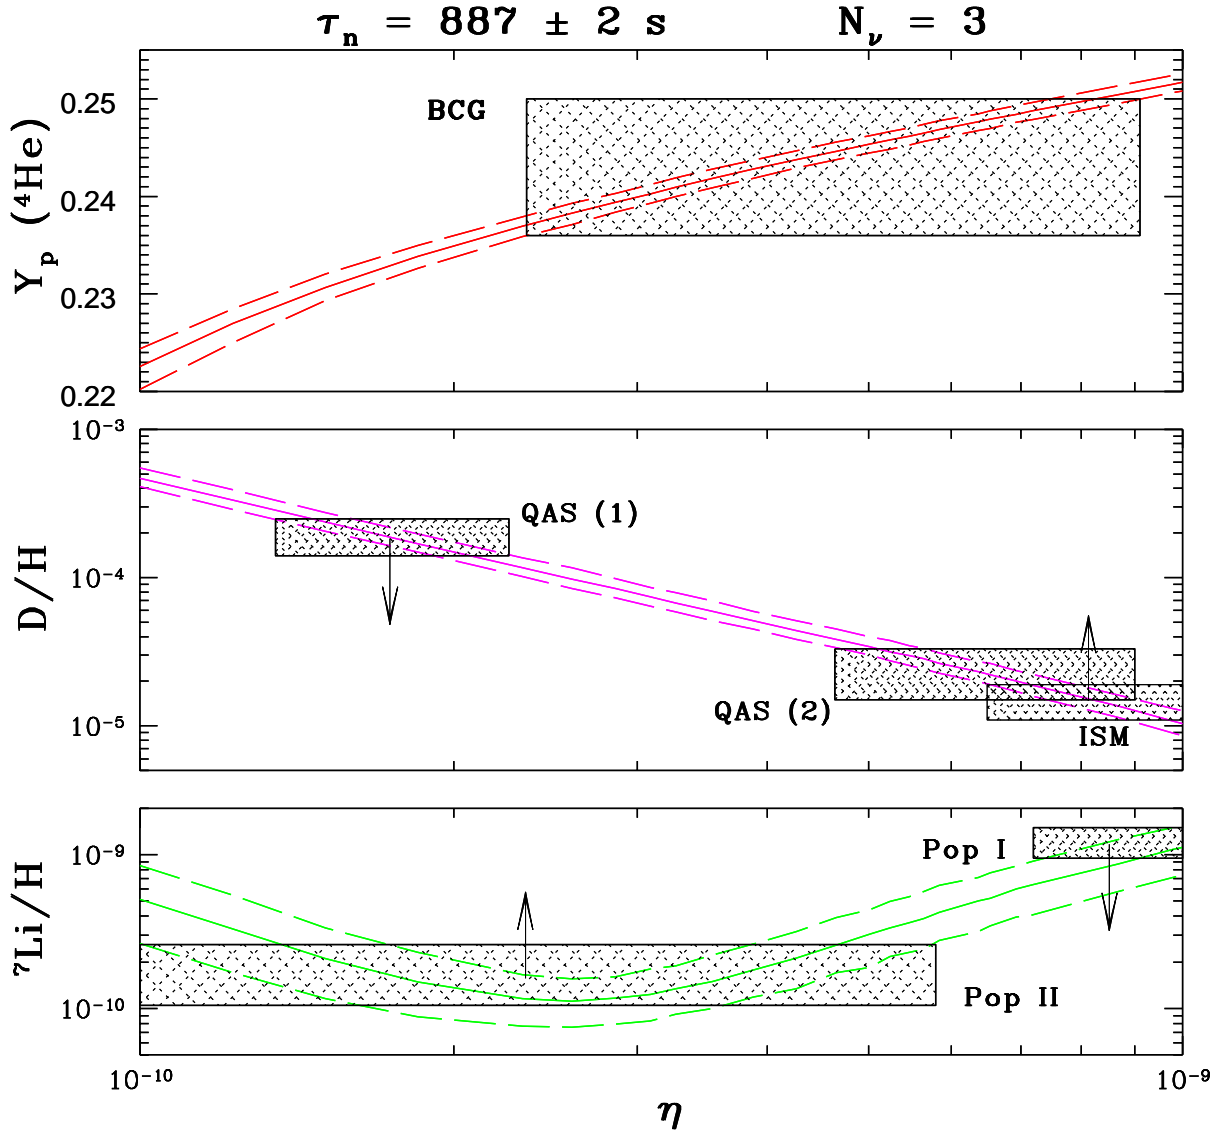 τₙ = 887 ± 2 s N_ν = 3
BCG
Yₚ (⁴He)
0.25
0.24
0.23
0.22
D/H
10⁻³
10⁻⁴
10⁻⁵
QAS (1)
QAS (2)
ISM
⁷Li/H
10⁻⁹
10⁻¹⁰
Pop I
Pop II
10⁻¹⁰ 10⁻⁹
η